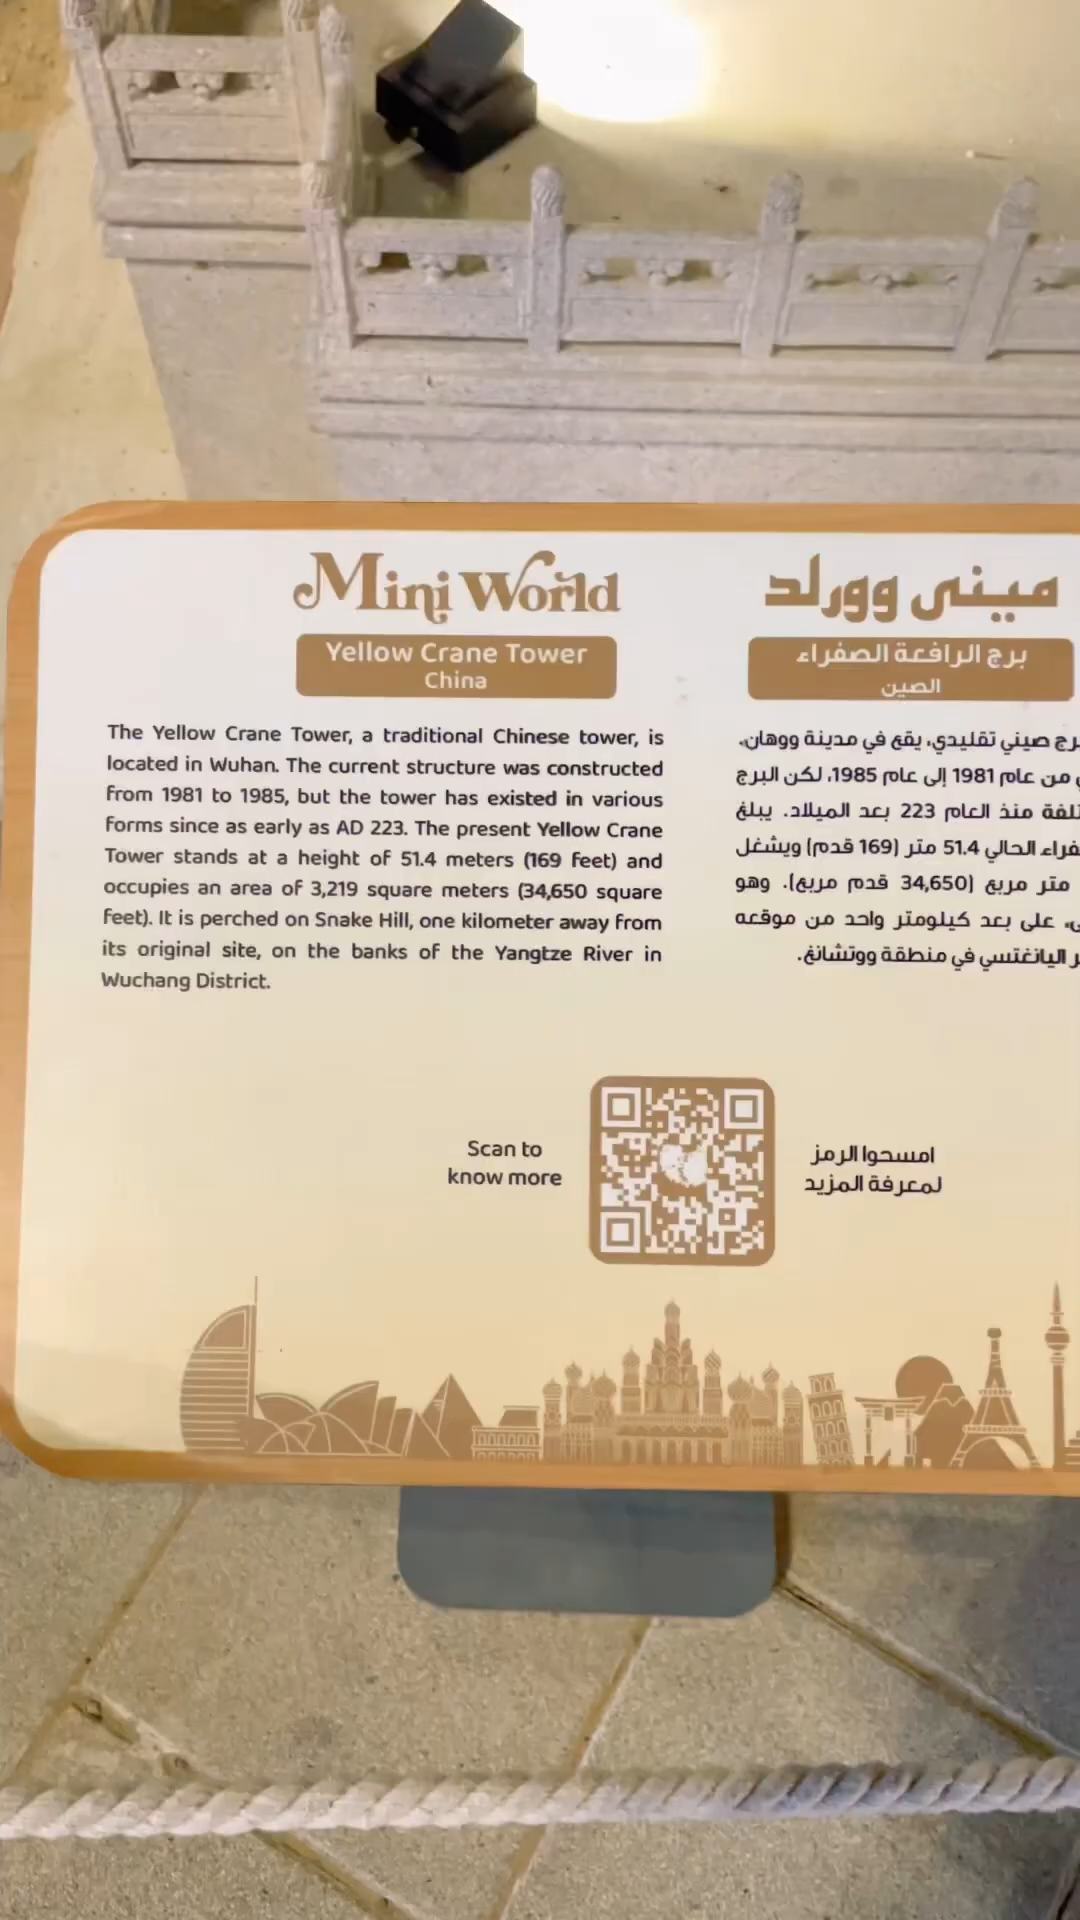 Mini World
Yellow Crane Tower
China
The Yellow Crane Tower, a traditional Chinese tower, is
located in Wuhan. The current structure was constructed
from 1981 to 1985, but the tower has existed in various
forms since as early as AD 223. The present Yellow Crane
Tower stands at a height of 51.4 meters (169 feet) and
occupies an area of 3,219 square meters (34,650 square
feet). It is perched on Snake Hill, one kilometer away from
its original site, on the banks of the Yangtze River in
Wuchang District.
ميني وورلد
برج الرافعة الصفراء
الصين
برج صيني تقليدي، يقع في مدينة ووهان.
من عام 1981 إلى عام 1985، لكن البرج
منذ العام 223 بعد الميلاد. يبلغ
الحالي 51.4 متر (169 قدم) ويشغل
متر مربع (34,650 قدم مربع). وهو
على بعد كيلومتر واحد من موقعه
اليانغتسي في منطقة ووتشانغ.
Scan to
know more
امسحوا الرمز
لمعرفة المزيد